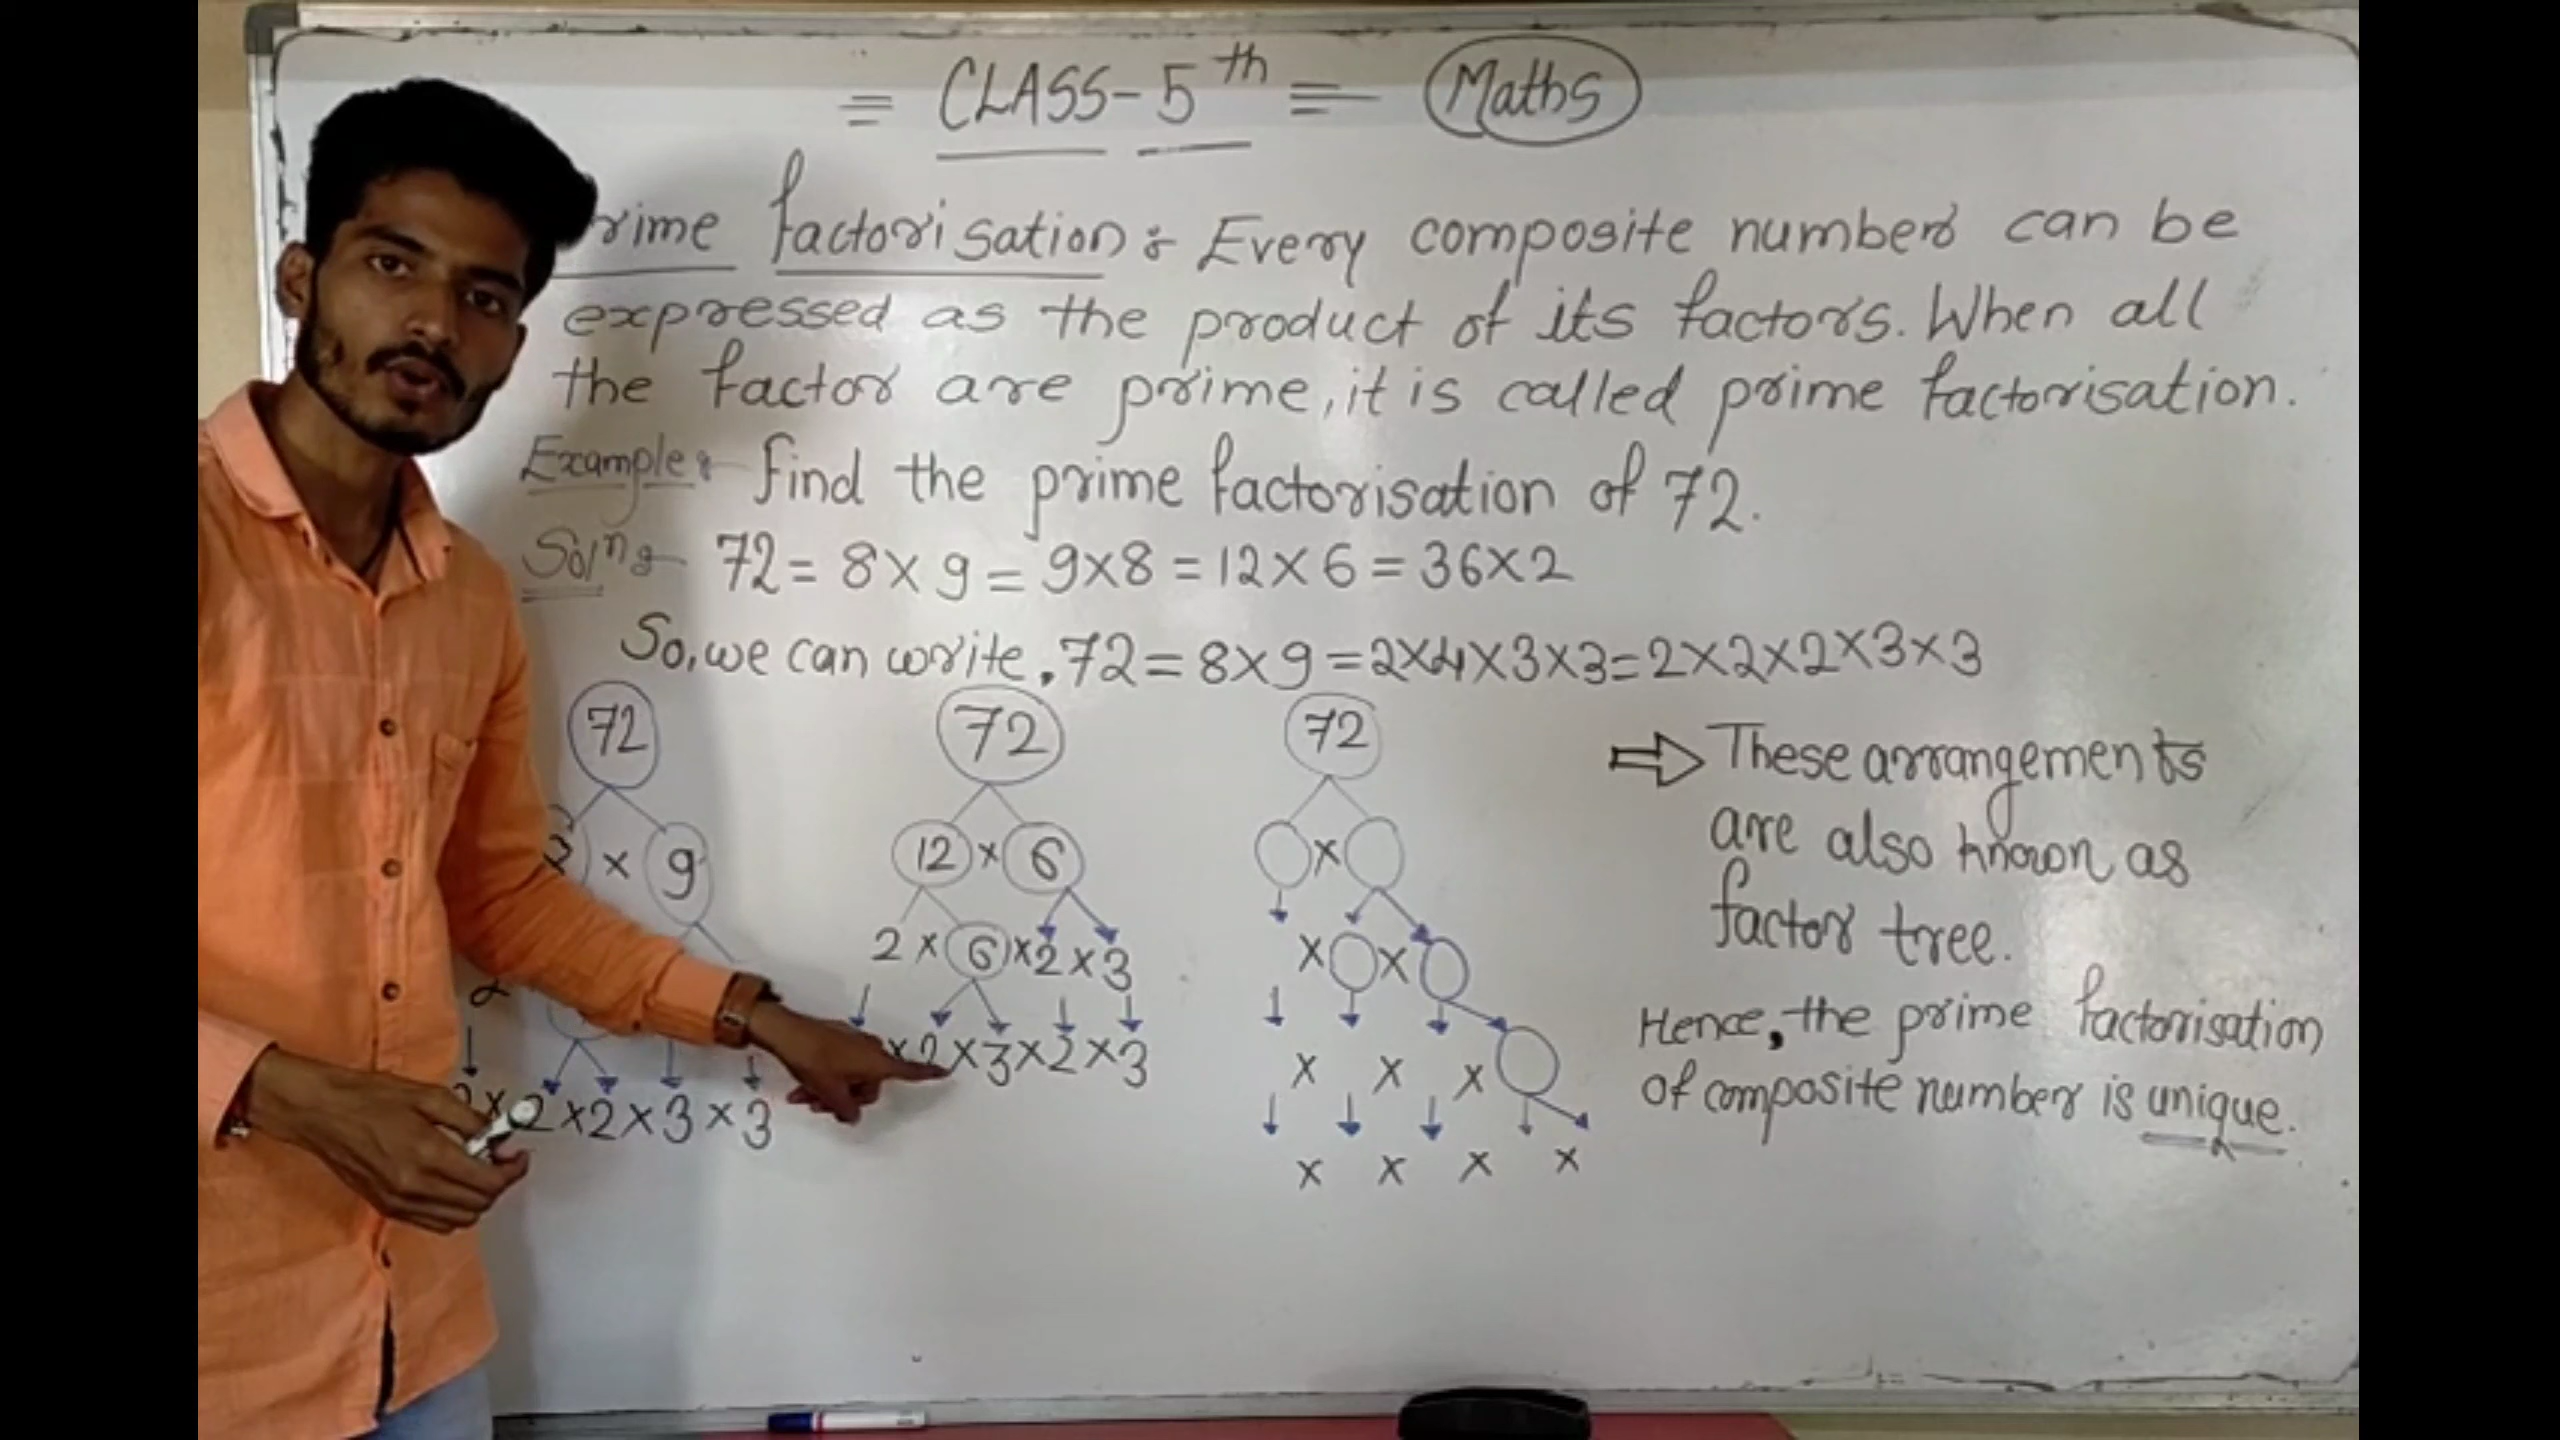 = CLASS-5th = Maths
rime factorisation :- Every composite number can be
expressed as the product of its factors. When all
the factor are prime, it is called prime factorisation.
Example :- Find the prime factorisation of 72.
Soln :- 72 = 8×9 = 9×8 = 12×6 = 36×2
So, we can write, 72 = 8×9 = 2×4×3×3 = 2×2×2×3×3
72
× 9
2
2×2×2×3×3
72
12 × 6
2 × 6 × 2 × 3
×2×3×2×3
72
×
× ×
× × ×
× × × ×
⇒ These arrangements
are also known as
factor tree.
Hence, the prime factorisation
of composite number is unique.